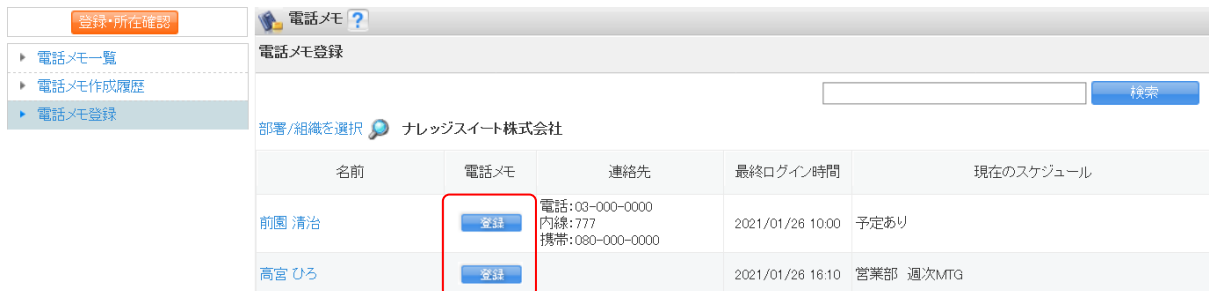 登録・所在確認
電話メモ一覧
電話メモ作成履歴
電話メモ登録
電話メモ ?
電話メモ登録
検索
部署/組織を選択 ナレッジスイート株式会社
名前 電話メモ 連絡先 最終ログイン時間 現在のスケジュール
電話:03-000-0000
前園 清治 登録 内線:777 2021/01/26 10:00 予定あり
携帯:080-000-0000
高宮 ひろ 登録 2021/01/26 16:10 営業部 週次MTG